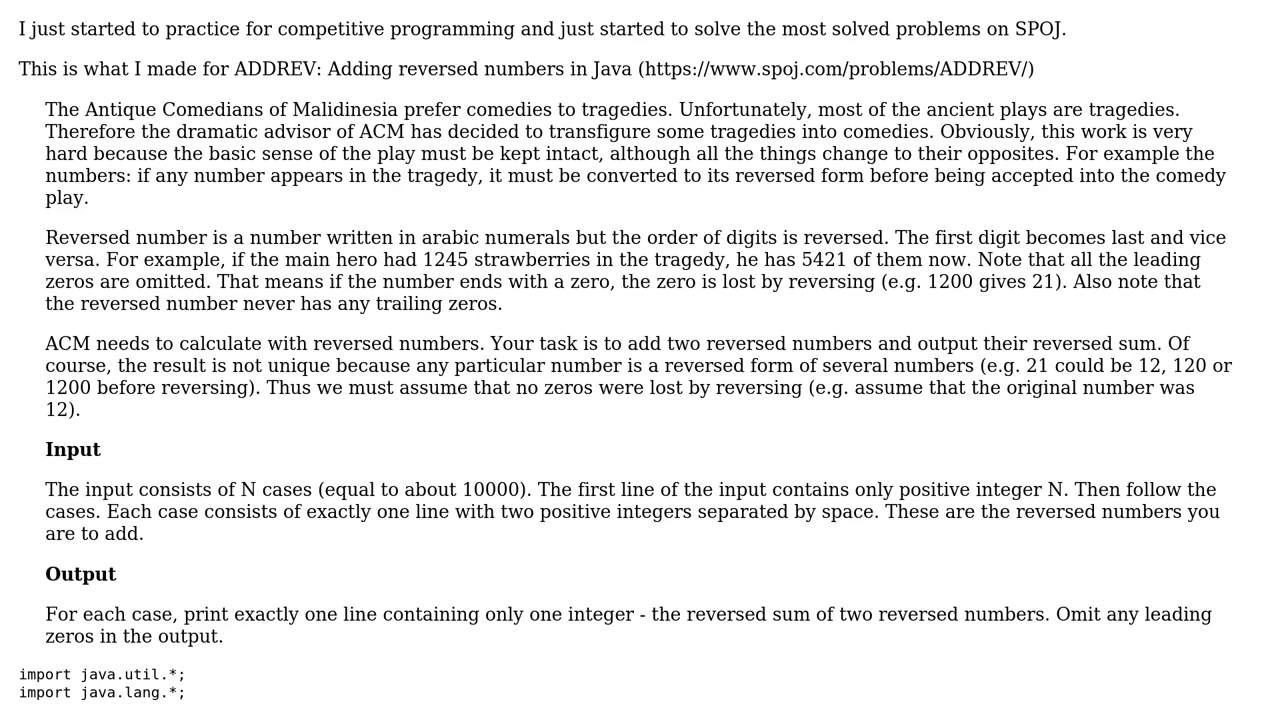 I just started to practice for competitive programming and just started to solve the most solved problems on SPOJ.
This is what I made for ADDREV: Adding reversed numbers in Java (https://www.spoj.com/problems/ADDREV/)
The Antique Comedians of Malidinesia prefer comedies to tragedies. Unfortunately, most of the ancient plays are tragedies.
Therefore the dramatic advisor of ACM has decided to transfigure some tragedies into comedies. Obviously, this work is very
hard because the basic sense of the play must be kept intact, although all the things change to their opposites. For example the
numbers: if any number appears in the tragedy, it must be converted to its reversed form before being accepted into the comedy
play.
Reversed number is a number written in arabic numerals but the order of digits is reversed. The first digit becomes last and vice
versa. For example, if the main hero had 1245 strawberries in the tragedy, he has 5421 of them now. Note that all the leading
zeros are omitted. That means if the number ends with a zero, the zero is lost by reversing (e.g. 1200 gives 21). Also note that
the reversed number never has any trailing zeros.
ACM needs to calculate with reversed numbers. Your task is to add two reversed numbers and output their reversed sum. Of
course, the result is not unique because any particular number is a reversed form of several numbers (e.g. 21 could be 12, 120 or
1200 before reversing). Thus we must assume that no zeros were lost by reversing (e.g. assume that the original number was
12).
Input
The input consists of N cases (equal to about 10000). The first line of the input contains only positive integer N. Then follow the
cases. Each case consists of exactly one line with two positive integers separated by space. These are the reversed numbers you
are to add.
Output
For each case, print exactly one line containing only one integer - the reversed sum of two reversed numbers. Omit any leading
zeros in the output.
import java.util.*;
import java.lang.*;